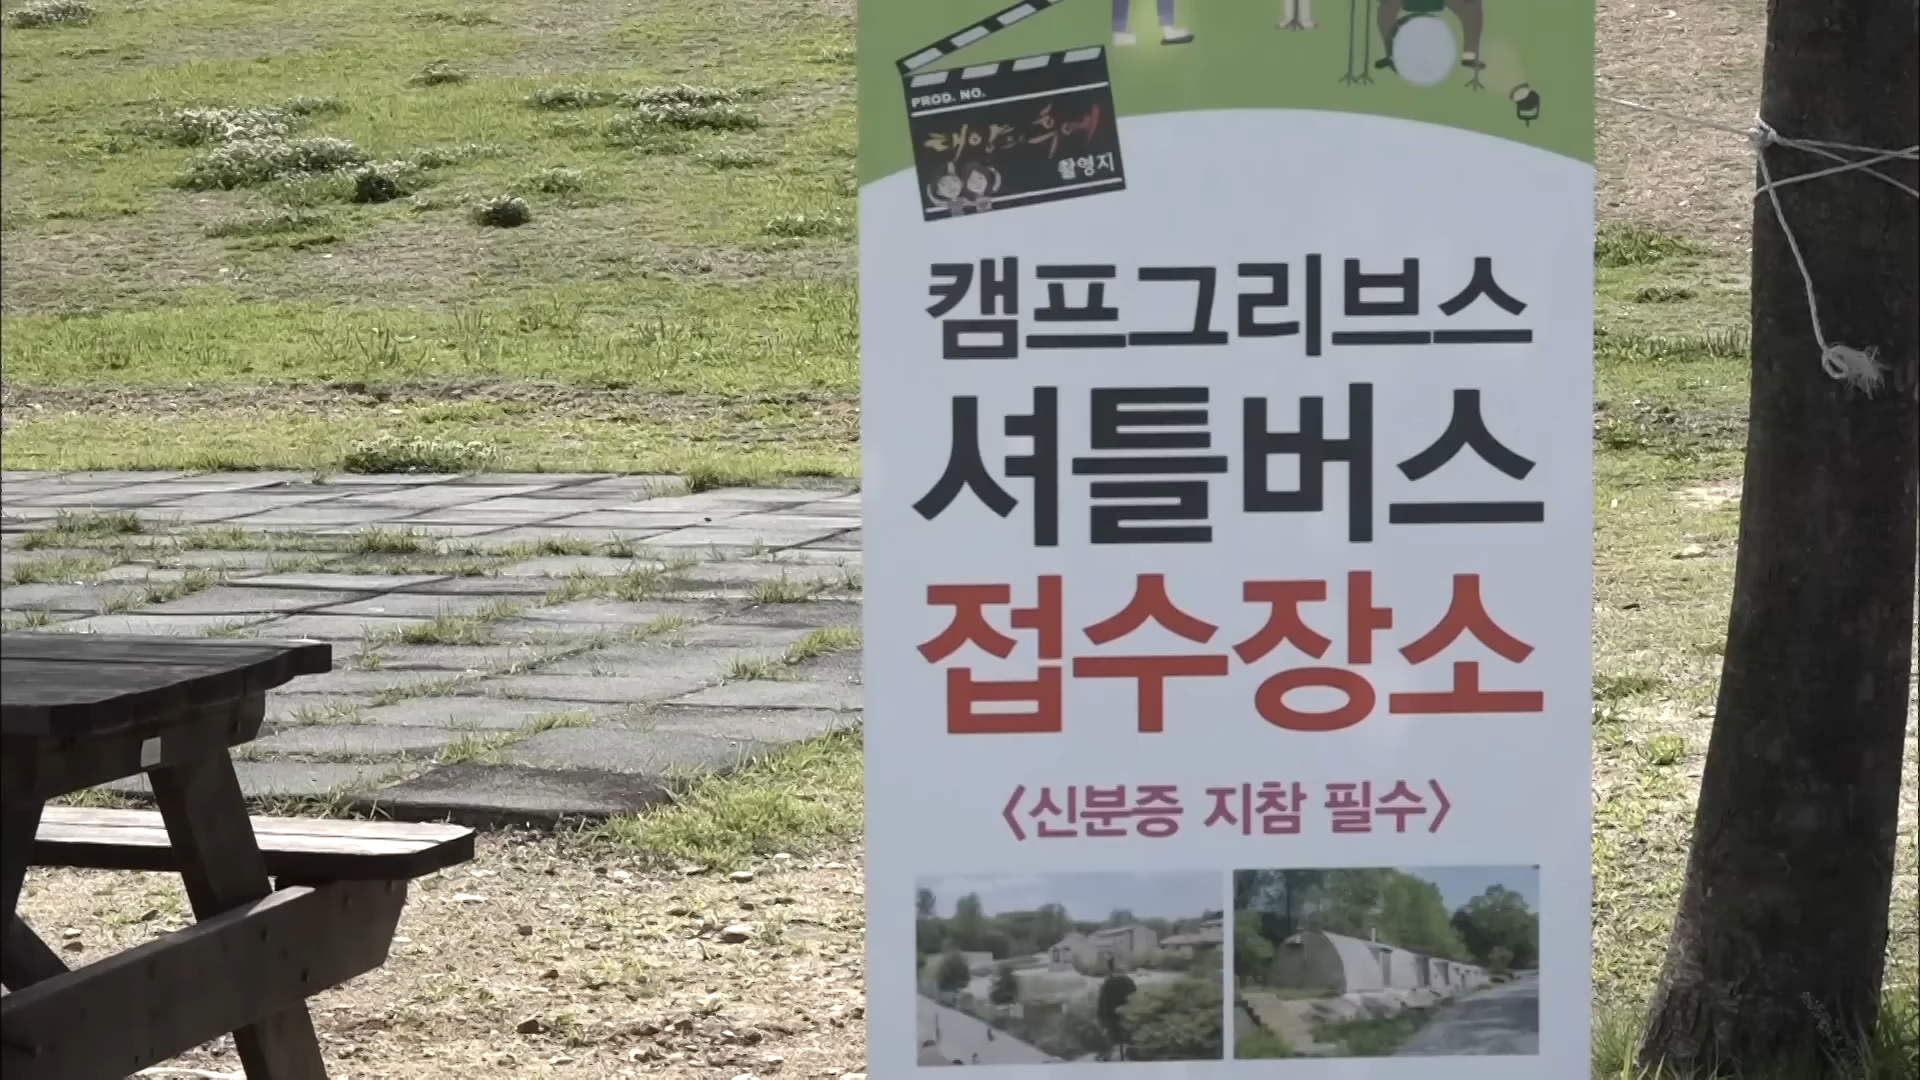 PROD. NO.
태양의 후예
촬영지
캠프그리브스
셔틀버스
접수장소
<신분증 지참 필수>